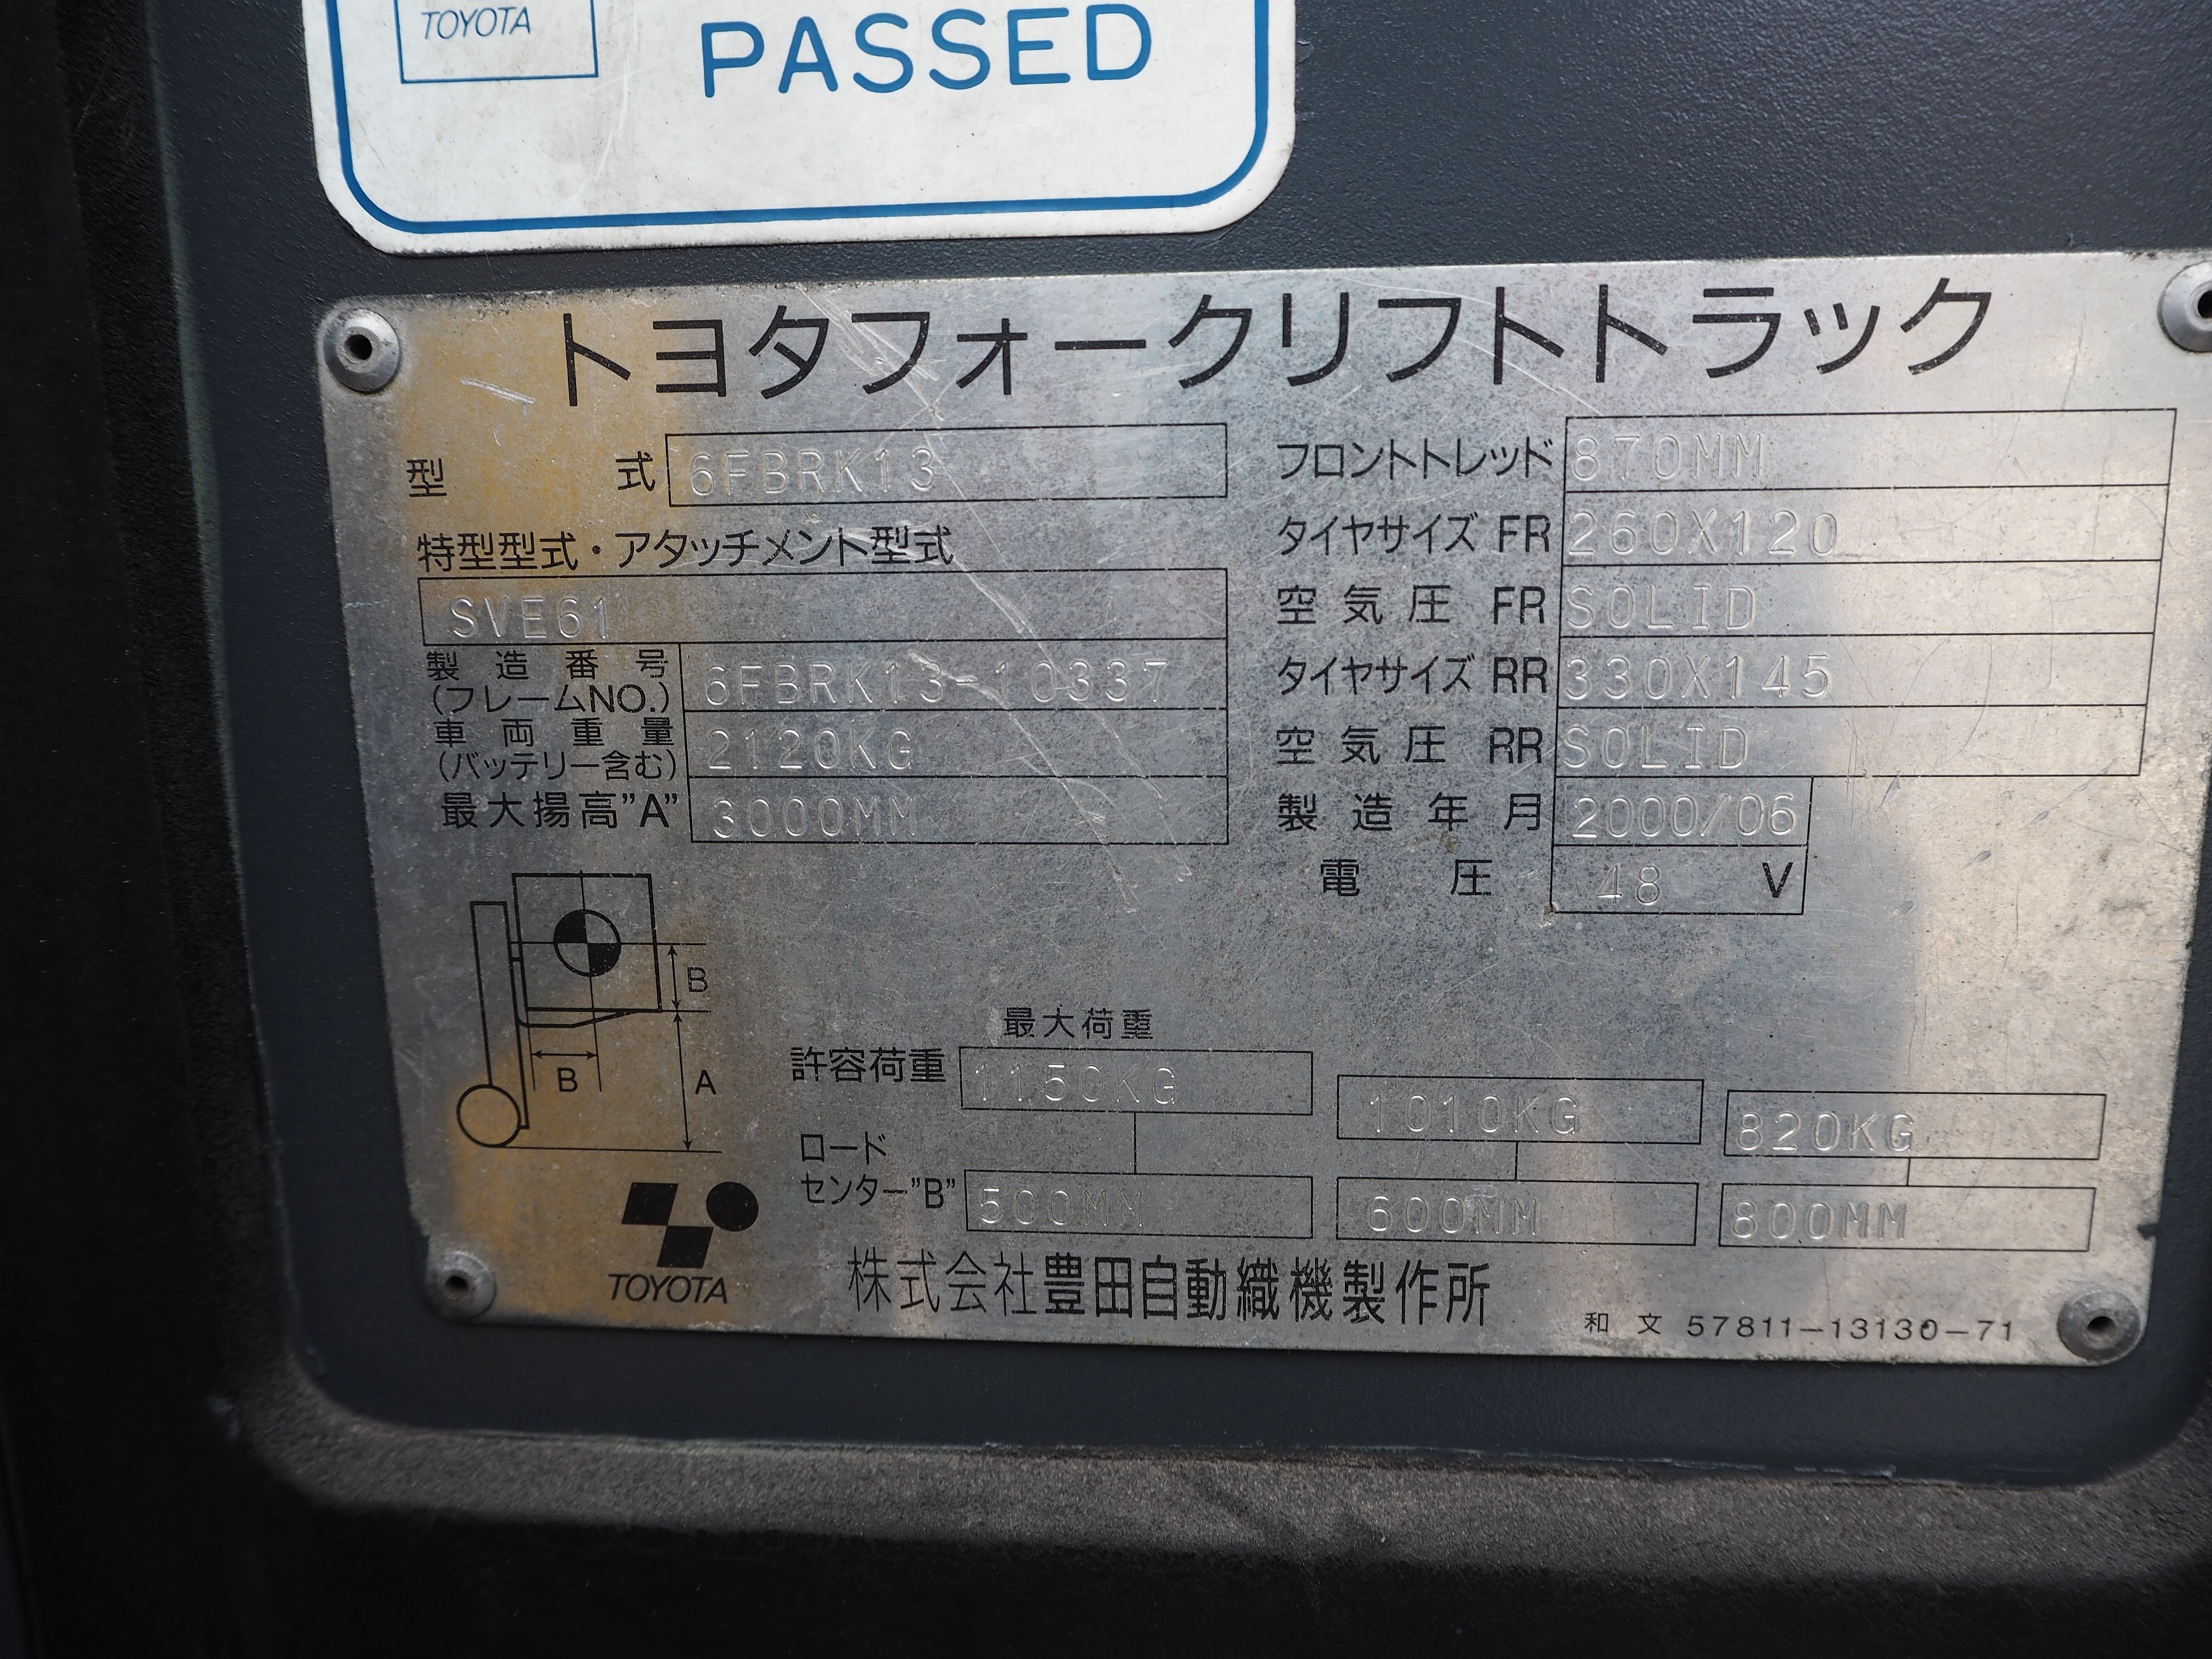 TOYOTA
PASSED
トヨタフォークリフトトラック
型 式 6FBRK13
特型型式・アタッチメント型式
SVE61
製造番号
(フレームNO.) 6FBRK13-10337
車両重量
(バッテリー含む) 2120KG
最大揚高"A" 3000MM
フロントトレッド 870MM
タイヤサイズ FR 260X120
空気圧 FR SOLID
タイヤサイズ RR 330X145
空気圧 RR SOLID
製造年月 2000/06
電圧 48 V
B
B
A
最大荷重
許容荷重 1150KG 1010KG 820KG
ロード
センター"B" 500MM 600MM 800MM
TOYOTA
株式会社豊田自動織機製作所
和文 57811-13130-71